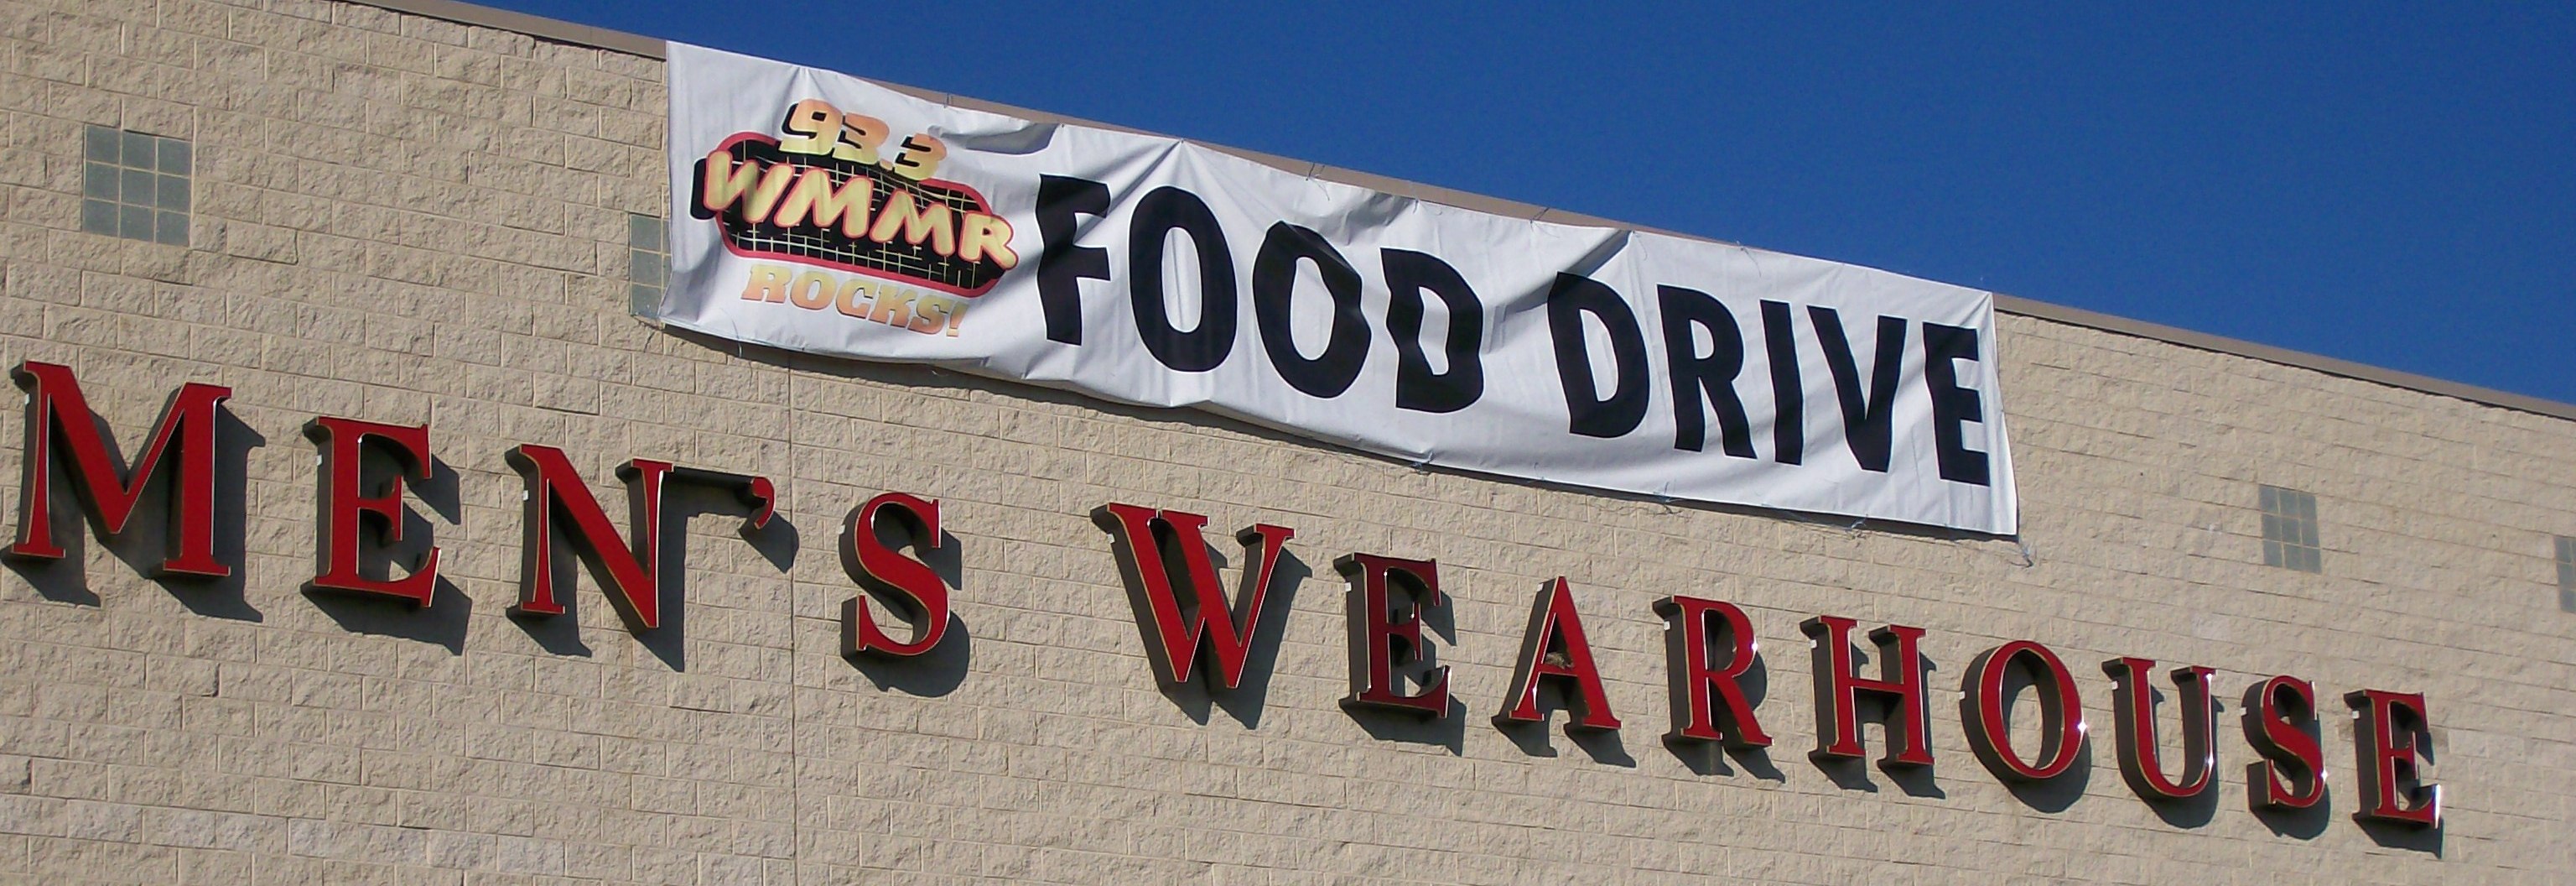 93.3
WMMR
ROCKS!
FOOD DRIVE
MEN'S WEARHOUSE